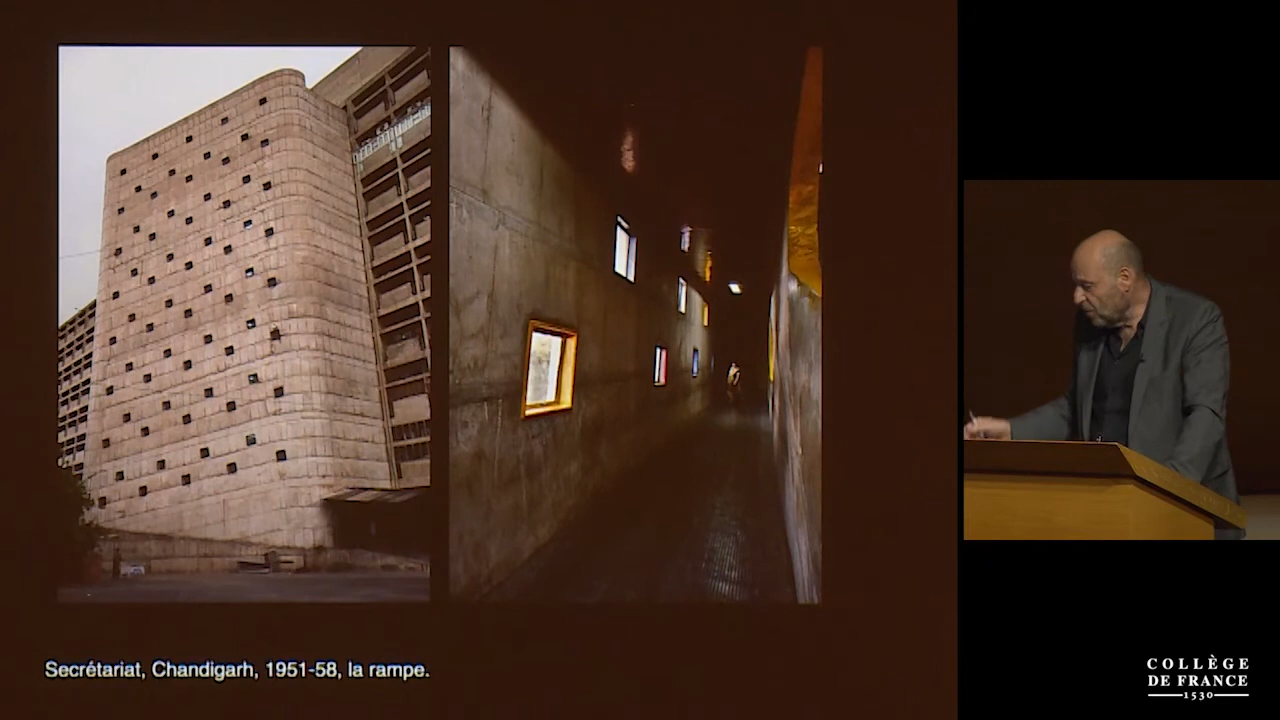 Secrétariat, Chandigarh, 1951-58, la rampe.
COLLÈGE
DE FRANCE
1530